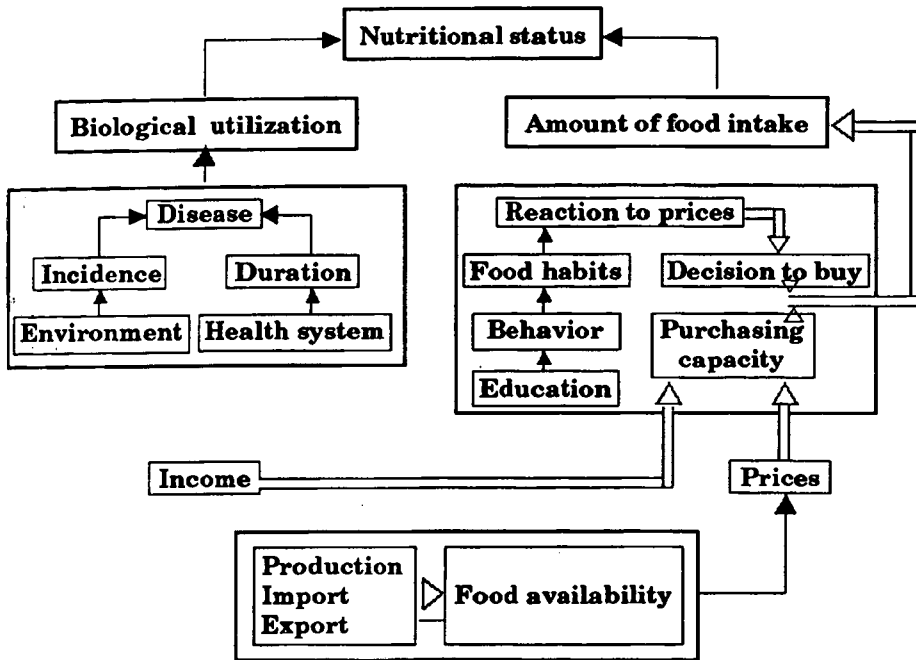 Nutritional status
Biological utilization
Amount of food intake
Disease
Incidence
Duration
Environment
Health system
Reaction to prices
Food habits
Decision to buy
Behavior
Purchasing
capacity
Education
Income
Prices
Production
Import
Export
Food availability